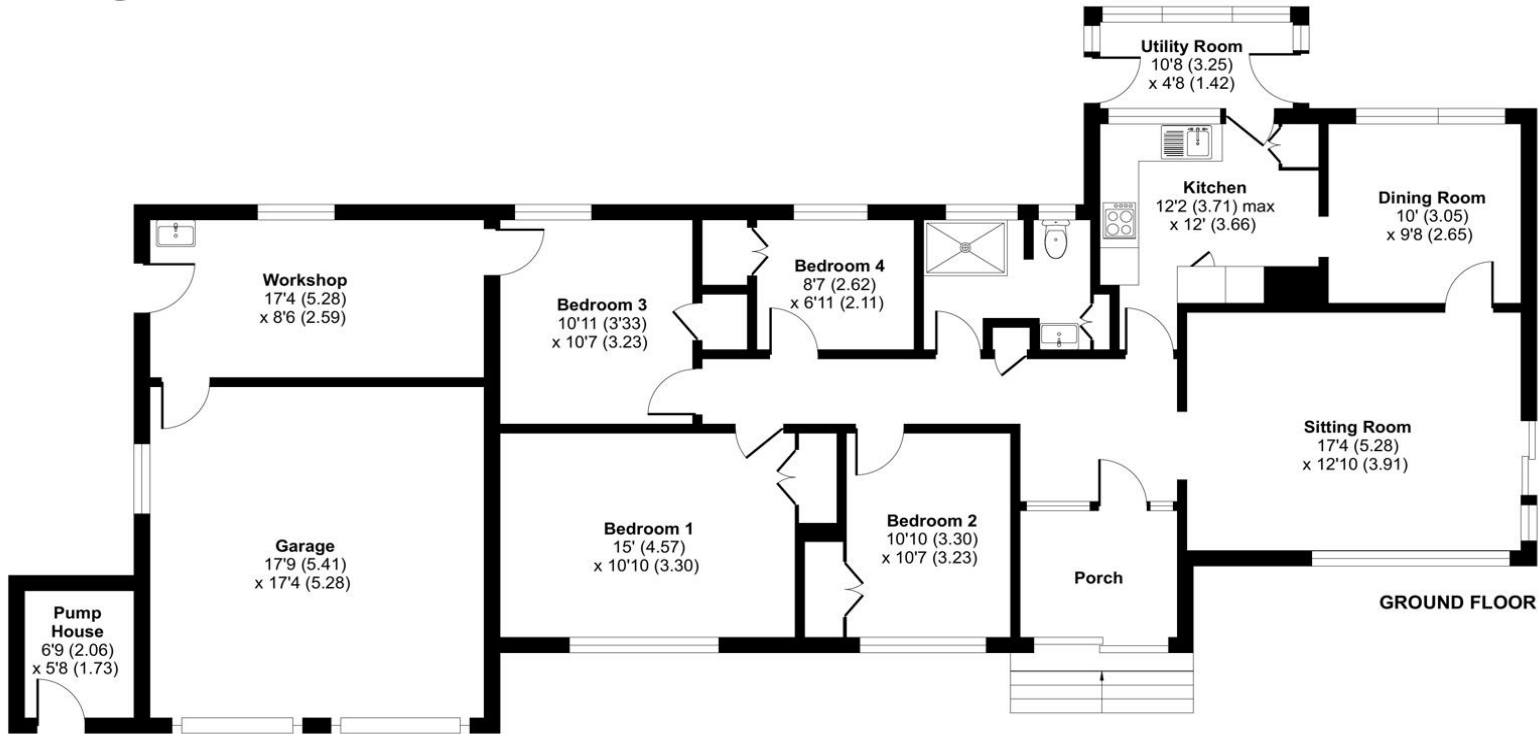 Utility Room
10'8 (3.25)
x 4'8 (1.42)
Kitchen
12'2 (3.71) max
x 12' (3.66)
Dining Room
10' (3.05)
x 9'8 (2.65)
Workshop
17'4 (5.28)
x 8'6 (2.59)
Bedroom 3
10'11 (3'33)
x 10'7 (3.23)
Bedroom 4
8'7 (2.62)
x 6'11 (2.11)
Sitting Room
17'4 (5.28)
x 12'10 (3.91)
Garage
17'9 (5.41)
x 17'4 (5.28)
Bedroom 1
15' (4.57)
x 10'10 (3.30)
Bedroom 2
10'10 (3.30)
x 10'7 (3.23)
Porch
Pump
House
6'9 (2.06)
x 5'8 (1.73)
GROUND FLOOR